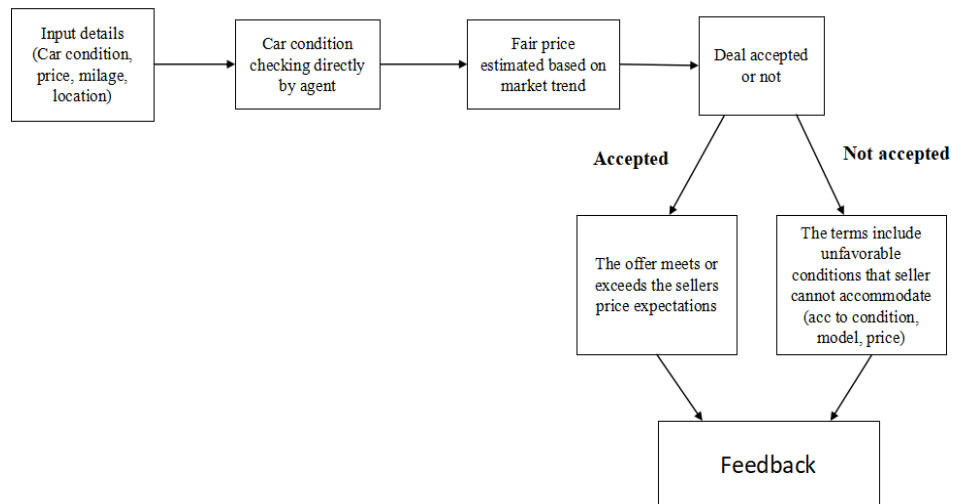 Input details
(Car condition,
price, milage,
location)
Car condition
checking directly
by agent
Fair price
estimated based on
market trend
Deal accepted
or not
Accepted
Not accepted
The offer meets or
exceeds the sellers
price expectations
The terms include
unfavorable
conditions that seller
cannot accommodate
(acc to condition,
model, price)
Feedback